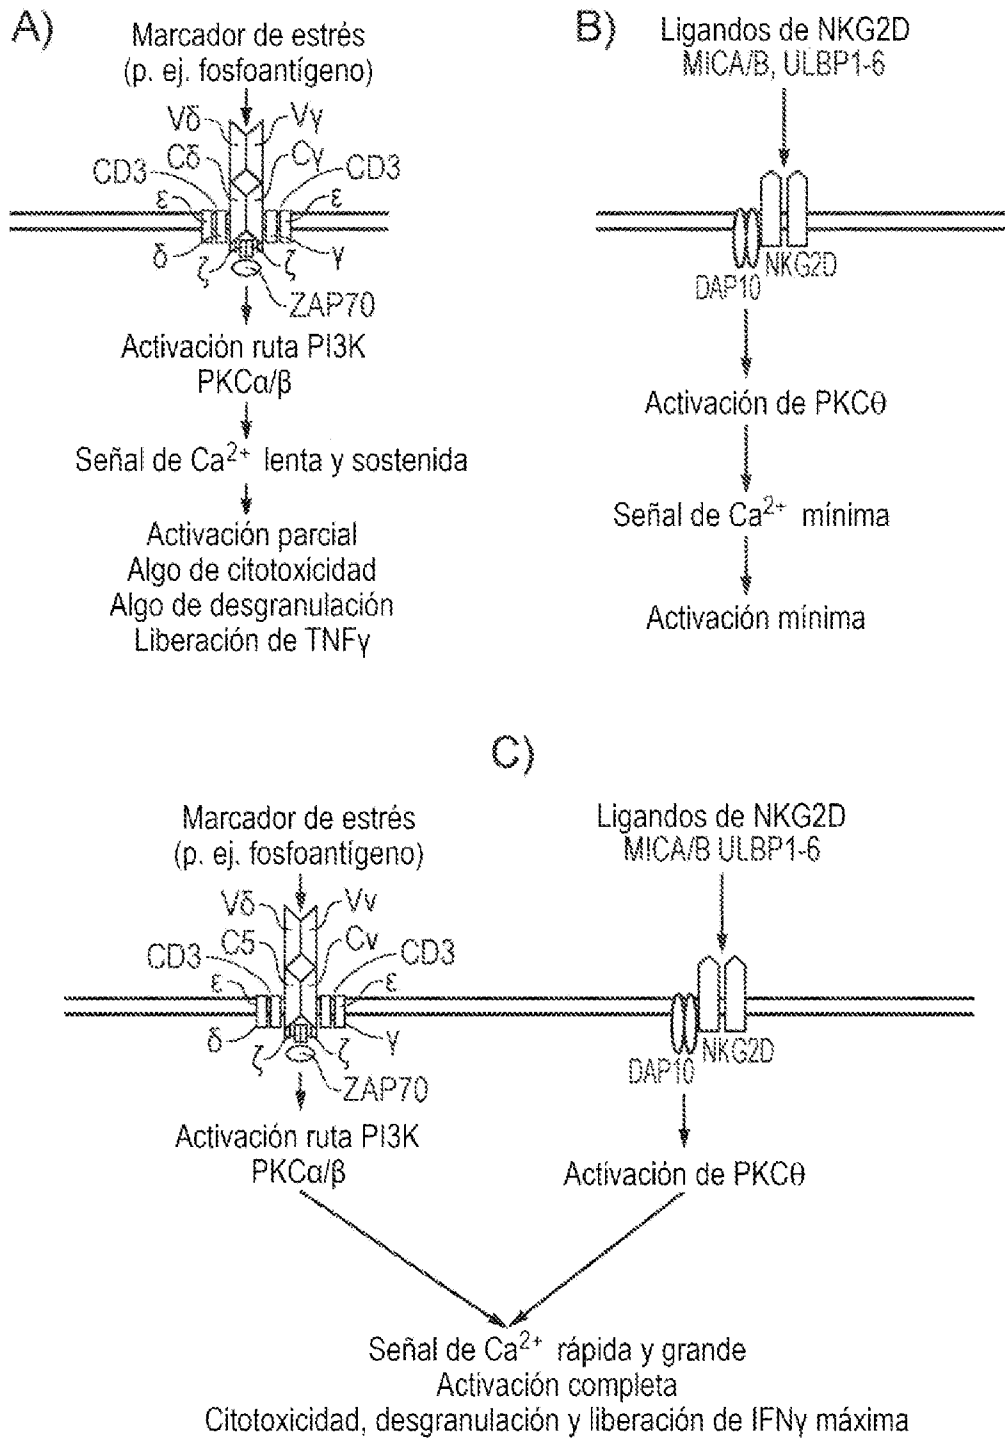 A)
Marcador de estrés
(p. ej. fosfoantígeno)
Vδ
Vγ
Cδ
Cγ
CD3
CD3
ε
ε
δ
γ
ζ
ζ
ZAP70
Activación ruta PI3K
PKCα/β
Señal de Ca²⁺ lenta y sostenida
Activación parcial
Algo de citotoxicidad
Algo de desgranulación
Liberación de TNFγ
B)
Ligandos de NKG2D
MICA/B, ULBP1-6
NKG2D
DAP10
Activación de PKCθ
Señal de Ca²⁺ mínima
Activación mínima
C)
Marcador de estrés
(p. ej. fosfoantígeno)
Vδ
Vv
C5
Cv
CD3
CD3
ε
ε
δ
γ
ζ
ζ
ZAP70
Activación ruta PI3K
PKCα/β
Ligandos de NKG2D
MICA/B ULBP1-6
NKG2D
DAP10
Activación de PKCθ
Señal de Ca²⁺ rápida y grande
Activación completa
Citotoxicidad, desgranulación y liberación de IFNγ máxima